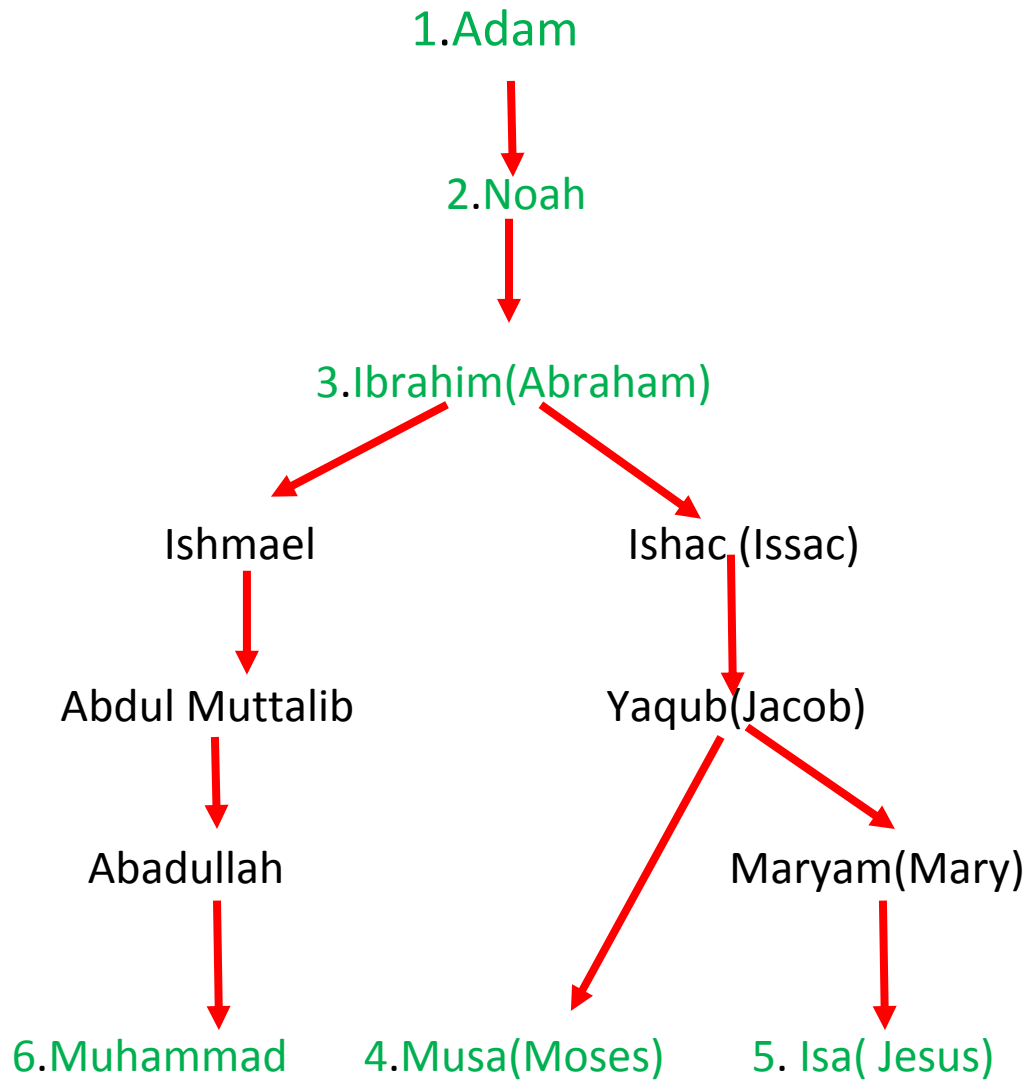 1.Adam
2.Noah
3.Ibrahim(Abraham)
Ishmael
Ishac (Issac)
Abdul Muttalib
Yaqub(Jacob)
Abadullah
Maryam(Mary)
6.Muhammad
4.Musa(Moses)
5. Isa( Jesus)